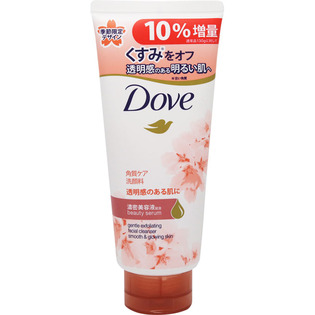 季節限定
デザイン
10%増量
くすみ*をオフ
透明感のある明るい肌へ
Dove
角質ケア
洗顔料
透明感のある肌に
濃密美容液
beauty serum
gentle exfoliating
facial cleanser
smooth & glowing skin